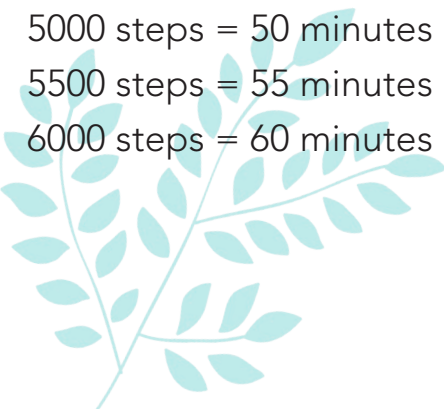 5000 steps = 50 minutes
5500 steps = 55 minutes
6000 steps = 60 minutes